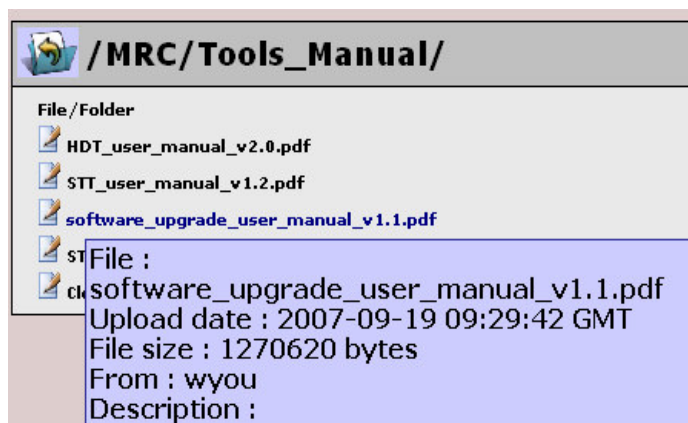 /MRC/Tools_Manual/
File/Folder
HDT_user_manual_v2.0.pdf
STT_user_manual_v1.2.pdf
software_upgrade_user_manual_v1.1.pdf
File :
software_upgrade_user_manual_v1.1.pdf
Upload date : 2007-09-19 09:29:42 GMT
File size : 1270620 bytes
From : wyou
Description :